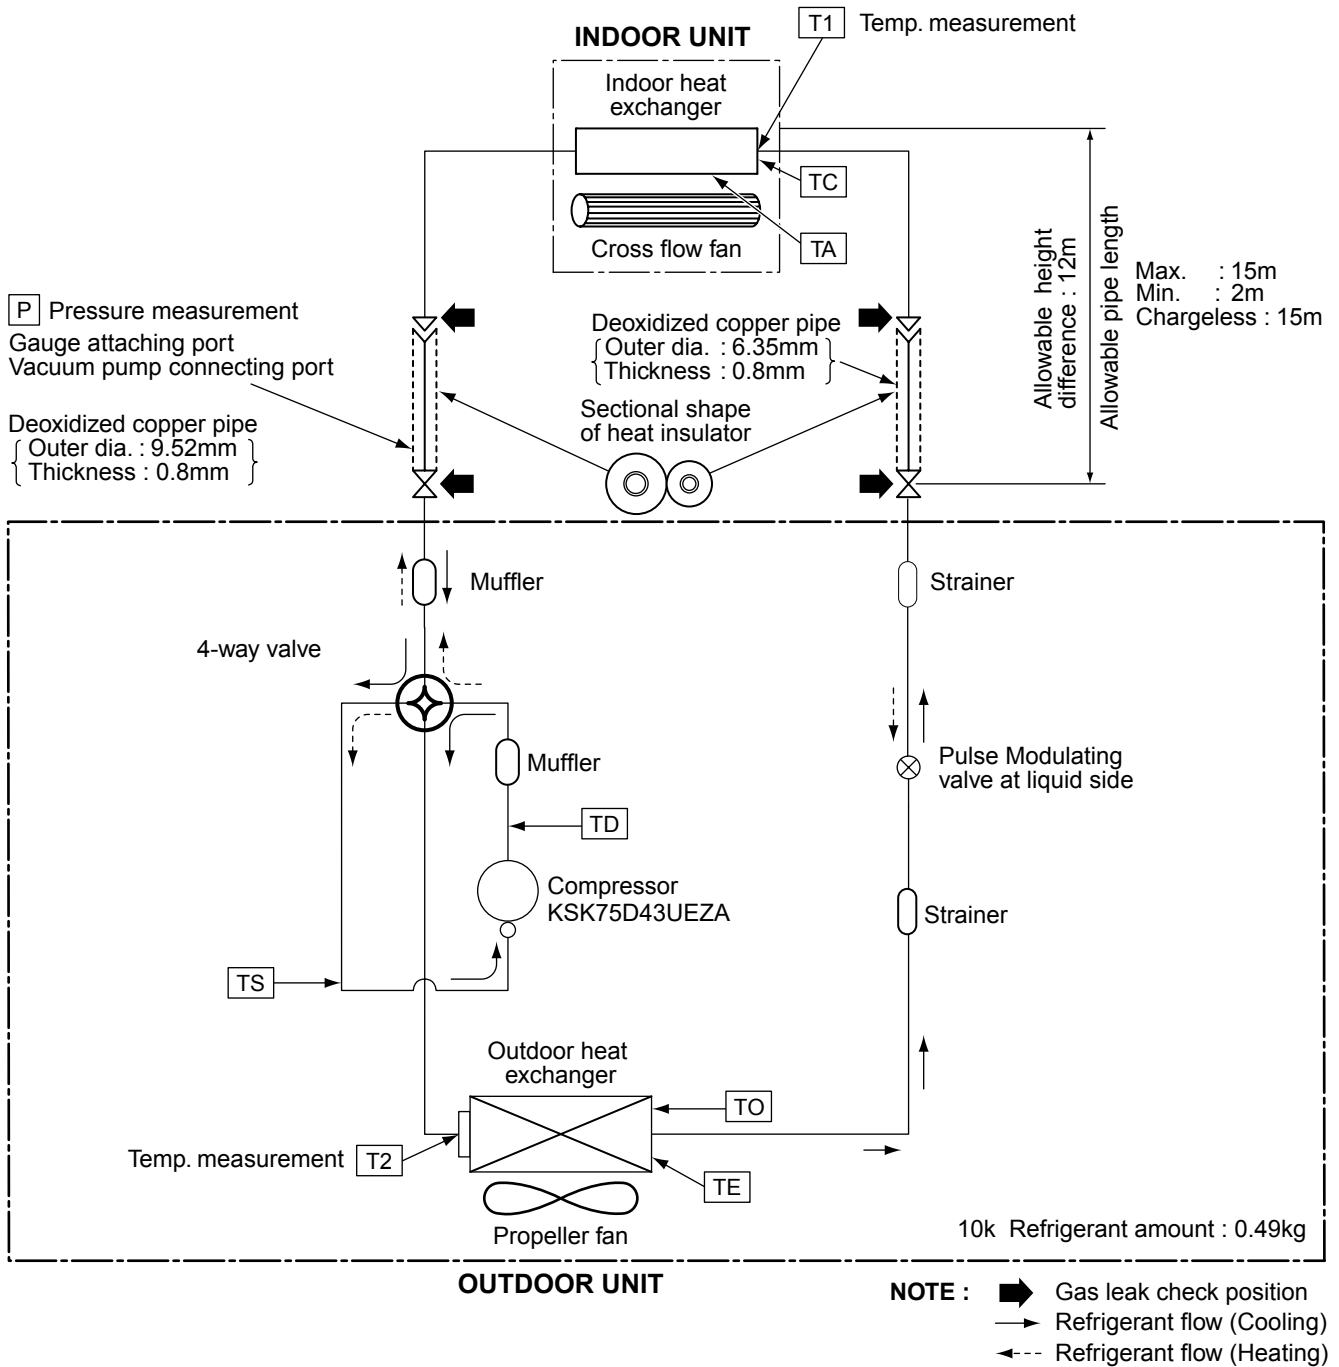 T1 Temp. measurement
INDOOR UNIT
Indoor heat
exchanger
TC
Cross flow fan
TA
Allowable height
difference : 12m
Allowable pipe length
Max. : 15m
Min. : 2m
Chargeless : 15m
P Pressure measurement
Gauge attaching port
Vacuum pump connecting port
Deoxidized copper pipe
Outer dia. : 9.52mm
Thickness : 0.8mm
Deoxidized copper pipe
Outer dia. : 6.35mm
Thickness : 0.8mm
Sectional shape
of heat insulator
Muffler
Strainer
4-way valve
Muffler
Pulse Modulating
valve at liquid side
TD
Compressor
KSK75D43UEZA
Strainer
TS
Outdoor heat
exchanger
TO
Temp. measurement T2
TE
Propeller fan
10k Refrigerant amount : 0.49kg
OUTDOOR UNIT
NOTE : Gas leak check position
Refrigerant flow (Cooling)
Refrigerant flow (Heating)